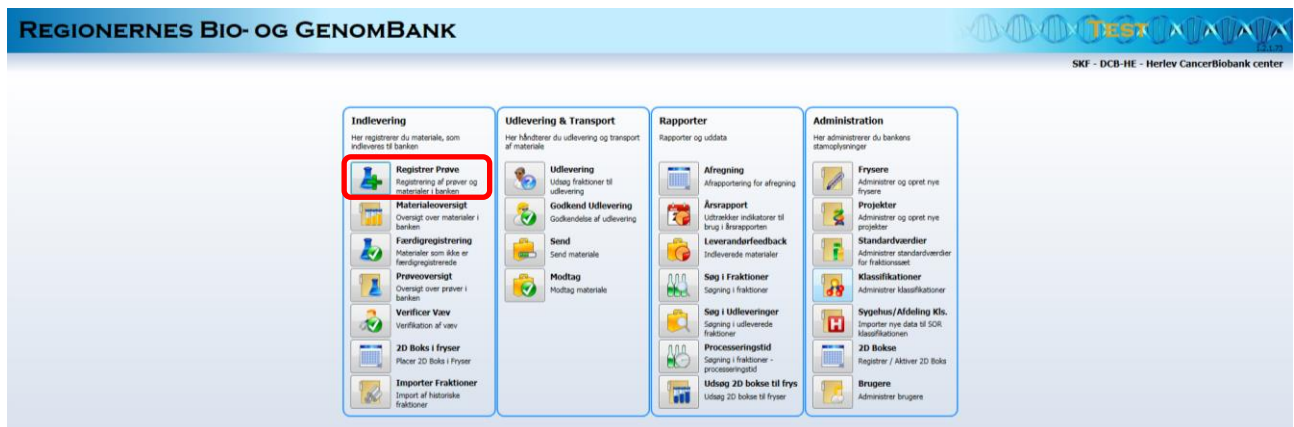 REGIONERNES BIO- OG GENOMBANK
TEST
SKF - DCB-HE - Herlev CancerBiobank center
Indlevering
Her registrerer du materiale, som
indleveres til banken
Registrer Prøve
Registrering af prøver og
materialer i banken
Materialeoversigt
Oversigt over materialer i
banken
Færdigregistrering
Materialer som ikke er
færdigregistrerede
Prøveoversigt
Oversigt over prøver i
banken
Verificer Væv
Verifikation af væv
2D Boks i fryser
Placer 2D Boks i Fryser
Importer Fraktioner
Import af historiske
fraktioner
Udlevering & Transport
Her håndterer du udlevering og transport
af materiale
Udlevering
Udsøg fraktioner til
udlevering
Godkend Udlevering
Godkendelse af udlevering
Send
Send materiale
Modtag
Modtag materiale
Rapporter
Rapporter og uddata
Afregning
Afrapportering for afregning
Årsrapport
Udtrækker indikatorer til
brug i årsrapporten
Leverandørfeedback
Indleverede materialer
Søg i Fraktioner
Søgning i fraktioner
Søg i Udleveringer
Søgning i udleverede
fraktioner
Processeringstid
Søgning i fraktioner -
processeringstid
Udsøg 2D bokse til frys
Udsøg 2D bokse til fryser
Administration
Her administrerer du bankens
stamoplysninger
Frysere
Administrer og opret nye
frysere
Projekter
Administrer og opret nye
projekter
Standardværdier
Administrer standardværdier
for fraktionssæt
Klassifikationer
Administrer klassifikationer
Sygehus/Afdeling Kls.
Importer nye data til SOR
klassifikationen
2D Bokse
Registrer / Aktiver 2D Boks
Brugere
Administrer brugere